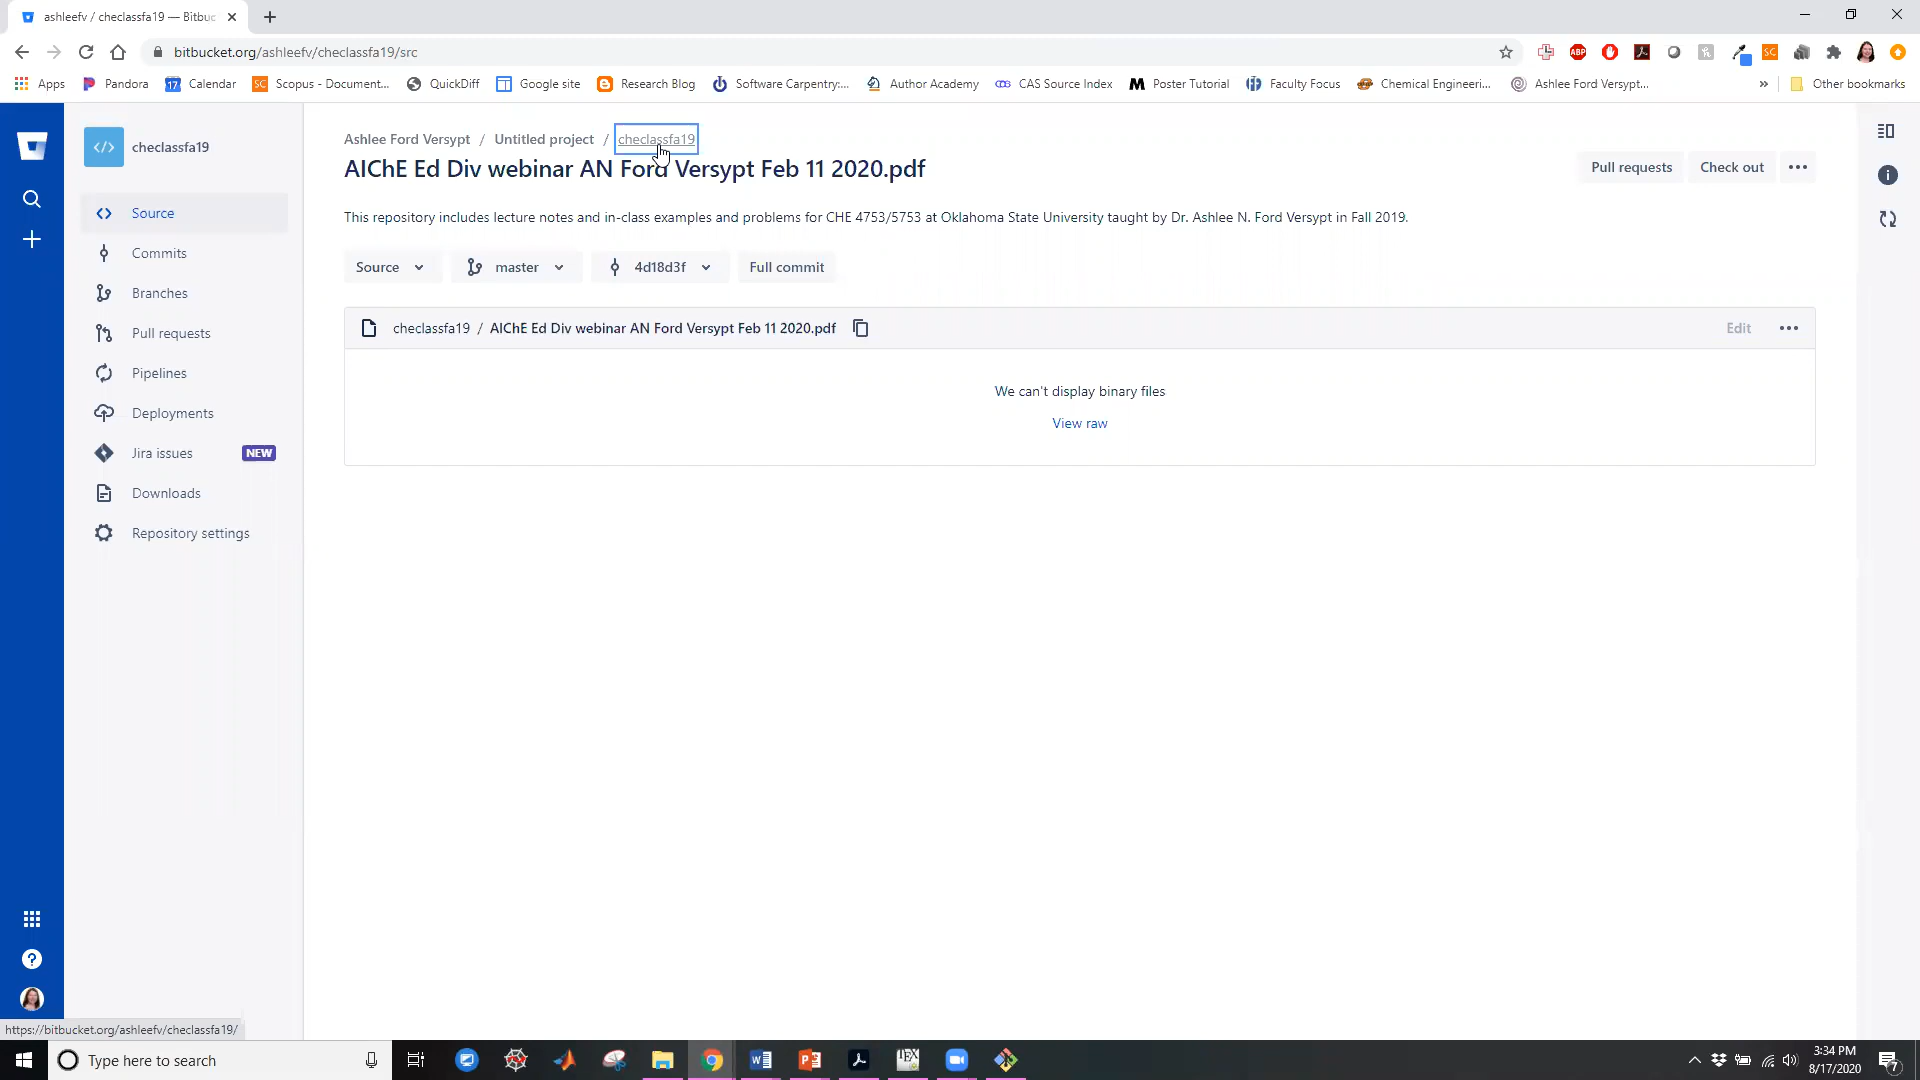 ashleefv / checlassfa19 — Bitbuc
bitbucket.org/ashleefv/checlassfa19/src
Apps Pandora Calendar Scopus - Document... QuickDiff Google site Research Blog Software Carpentry:... Author Academy CAS Source Index Poster Tutorial Faculty Focus Chemical Engineeri... Ashlee Ford Versypt... » Other bookmarks
checlassfa19
Source
Commits
Branches
Pull requests
Pipelines
Deployments
Jira issues NEW
Downloads
Repository settings
Ashlee Ford Versypt / Untitled project / checlassfa19
AIChE Ed Div webinar AN Ford Versypt Feb 11 2020.pdf
Pull requests Check out
This repository includes lecture notes and in-class examples and problems for CHE 4753/5753 at Oklahoma State University taught by Dr. Ashlee N. Ford Versypt in Fall 2019.
Source master 4d18d3f Full commit
checlassfa19 / AIChE Ed Div webinar AN Ford Versypt Feb 11 2020.pdf Edit
We can't display binary files
View raw
https://bitbucket.org/ashleefv/checlassfa19/
Type here to search
3:34 PM
8/17/2020